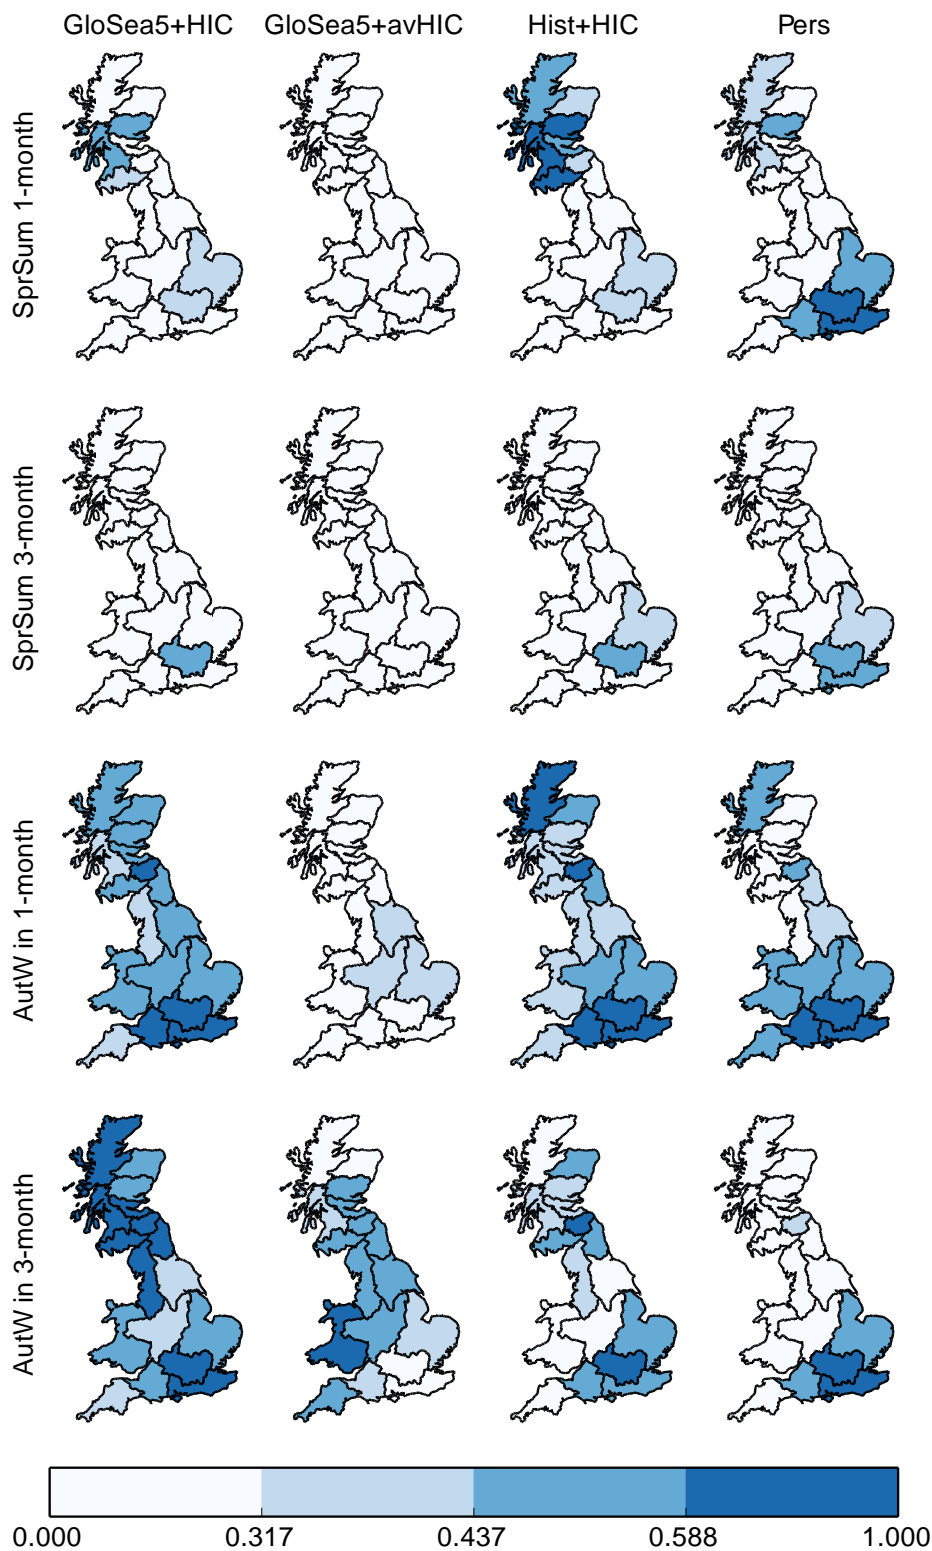 GloSea5+HIC GloSea5+avHIC Hist+HIC Pers
SprSum 1-month
SprSum 3-month
AutW in 1-month
AutW in 3-month
0.000 0.317 0.437 0.588 1.000